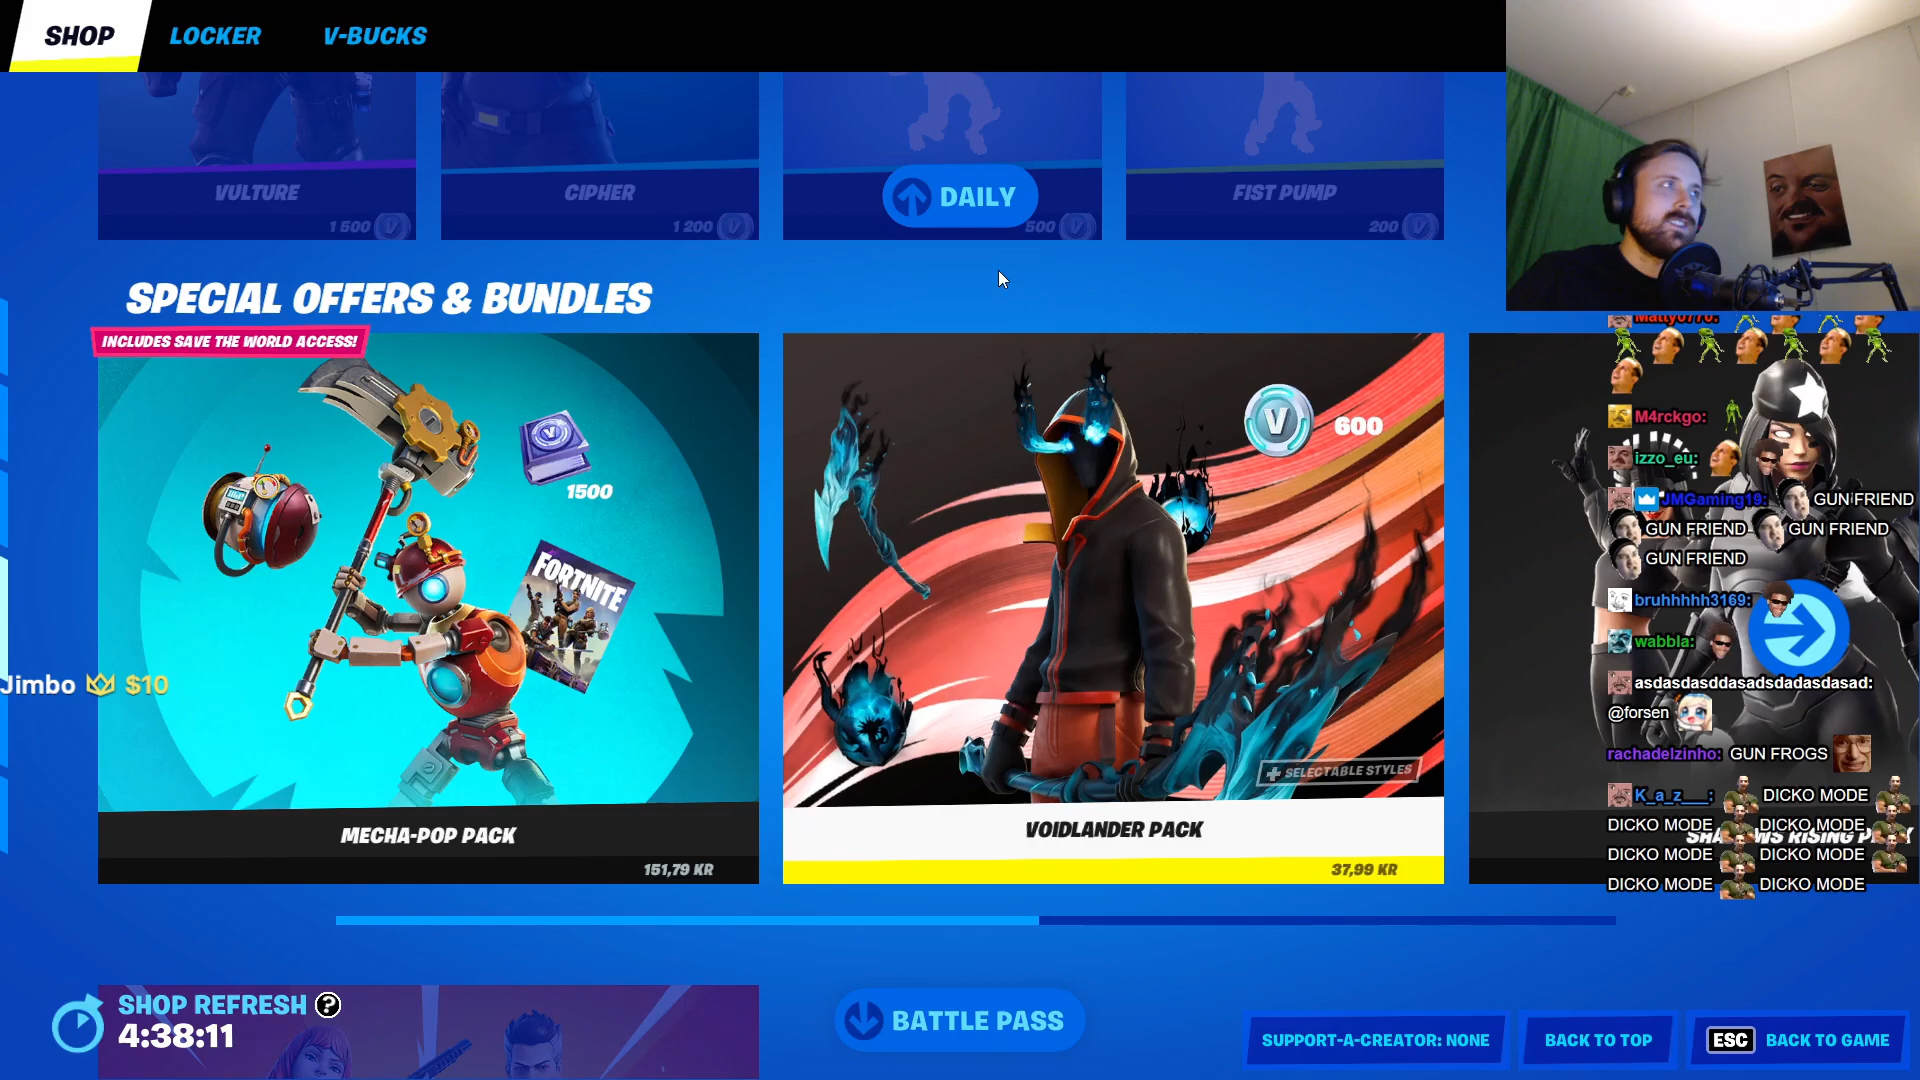 SHOP
LOCKER
V-BUCKS
VULTURE
1 500
CIPHER
1 200
DAILY
500
FIST PUMP
200
SPECIAL OFFERS & BUNDLES
INCLUDES SAVE THE WORLD ACCESS!
1500
FORTNITE
MECHA-POP PACK
151,79 KR
V
600
+ SELECTABLE STYLES
VOIDLANDER PACK
37,99 KR
Jimbo $10
M4rckgo:
izzo_eu:
JMGaming19: GUN FRIEND
GUN FRIEND GUN FRIEND
GUN FRIEND
bruhhhhh3169:
wabbla:
asdasdasddasadsdadasdasad:
@forsen
rachadelzinho: GUN FROGS
K_a_z___: DICKO MODE
DICKO MODE DICKO MODE
DICKO MODE DICKO MODE
DICKO MODE DICKO MODE
SHOP REFRESH ?
4:38:11
BATTLE PASS
SUPPORT-A-CREATOR: NONE
BACK TO TOP
ESC BACK TO GAME